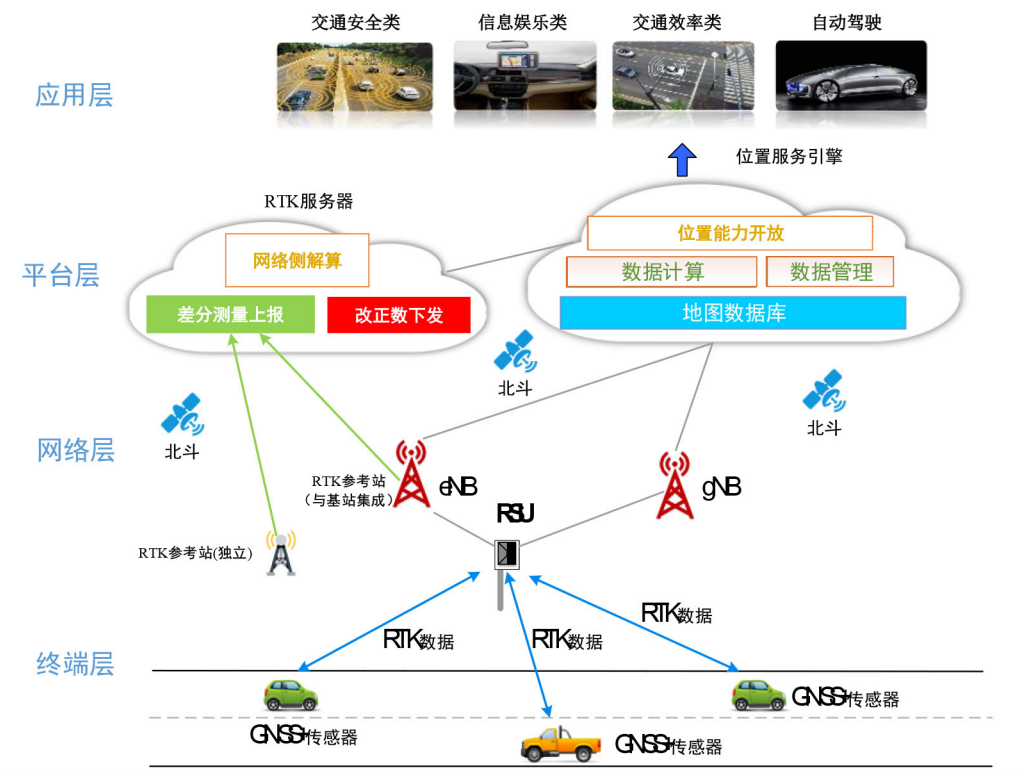 交通安全类
信息娱乐类
交通效率类
自动驾驶
应用层
位置服务引擎
RTK服务器
平台层
网络侧解算
差分测量上报
改正数下发
位置能力开放
数据计算
数据管理
地图数据库
北斗
北斗
北斗
网络层
RTK参考站
（与基站集成）
eNB
gNB
RSU
RTK参考站(独立)
RTK数据
RTK数据
RTK数据
终端层
GNSS+传感器
GNSS+传感器
GNSS+传感器